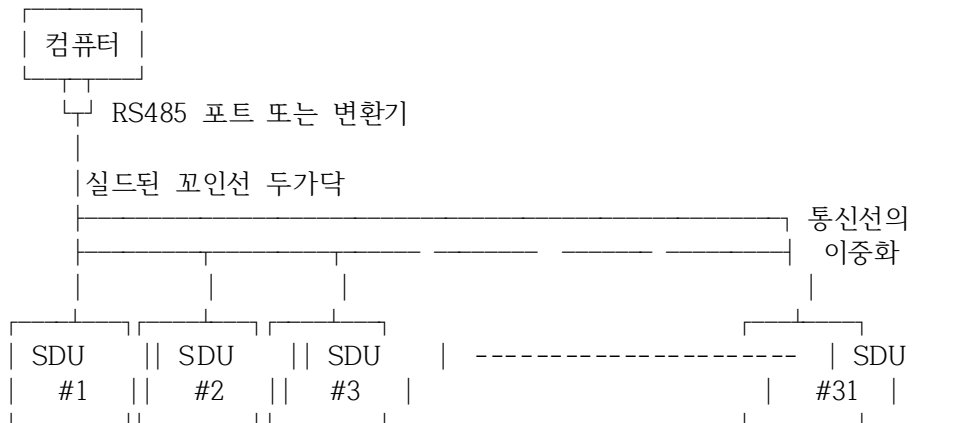 컴퓨터
RS485 포트 또는 변환기
실드된 꼬인선 두가닥
통신선의
이중화
SDU SDU SDU --------------------- SDU
#1 #2 #3 #31